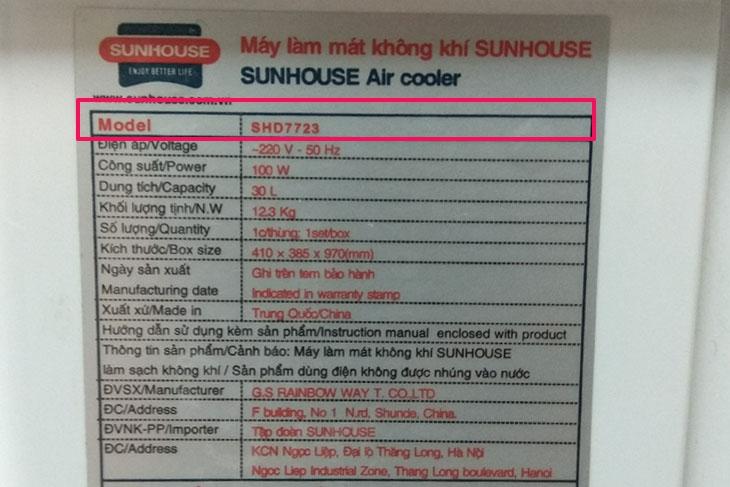 SUNHOUSE
ENJOY BETTER LIFE
Máy làm mát không khí SUNHOUSE
SUNHOUSE Air cooler
www.sunhouse.com.vn
Model SHD7723
Điện áp/Voltage ~220 V - 50 Hz
Công suất/Power 100 W
Dung tích/Capacity 30 L
Khối lượng tịnh/N.W 12,3 Kg
Số lượng/Quantity 1c/thùng: 1set/box
Kích thước/Box size 410 x 385 x 970(mm)
Ngày sản xuất Ghi trên tem bảo hành
Manufacturing date Indicated in warranty stamp
Xuất xứ/Made in Trung Quốc/China
Hướng dẫn sử dụng kèm sản phẩm/Instruction manual enclosed with product
Thông tin sản phẩm/Cảnh báo: Máy làm mát không khí SUNHOUSE
làm sạch không khí / Sản phẩm dùng điện không được nhúng vào nước
ĐVSX/Manufacturer G.S RAINBOW WAY T. CO.,LTD
ĐC/Address F building, No 1 N.rd, Shunde, China.
ĐVNK-PP/Importer Tập đoàn SUNHOUSE
ĐC/Address KCN Ngọc Liệp, Đại lộ Thăng Long, Hà Nội
Ngoc Liep Industrial Zone, Thang Long boulevard, Hanoi